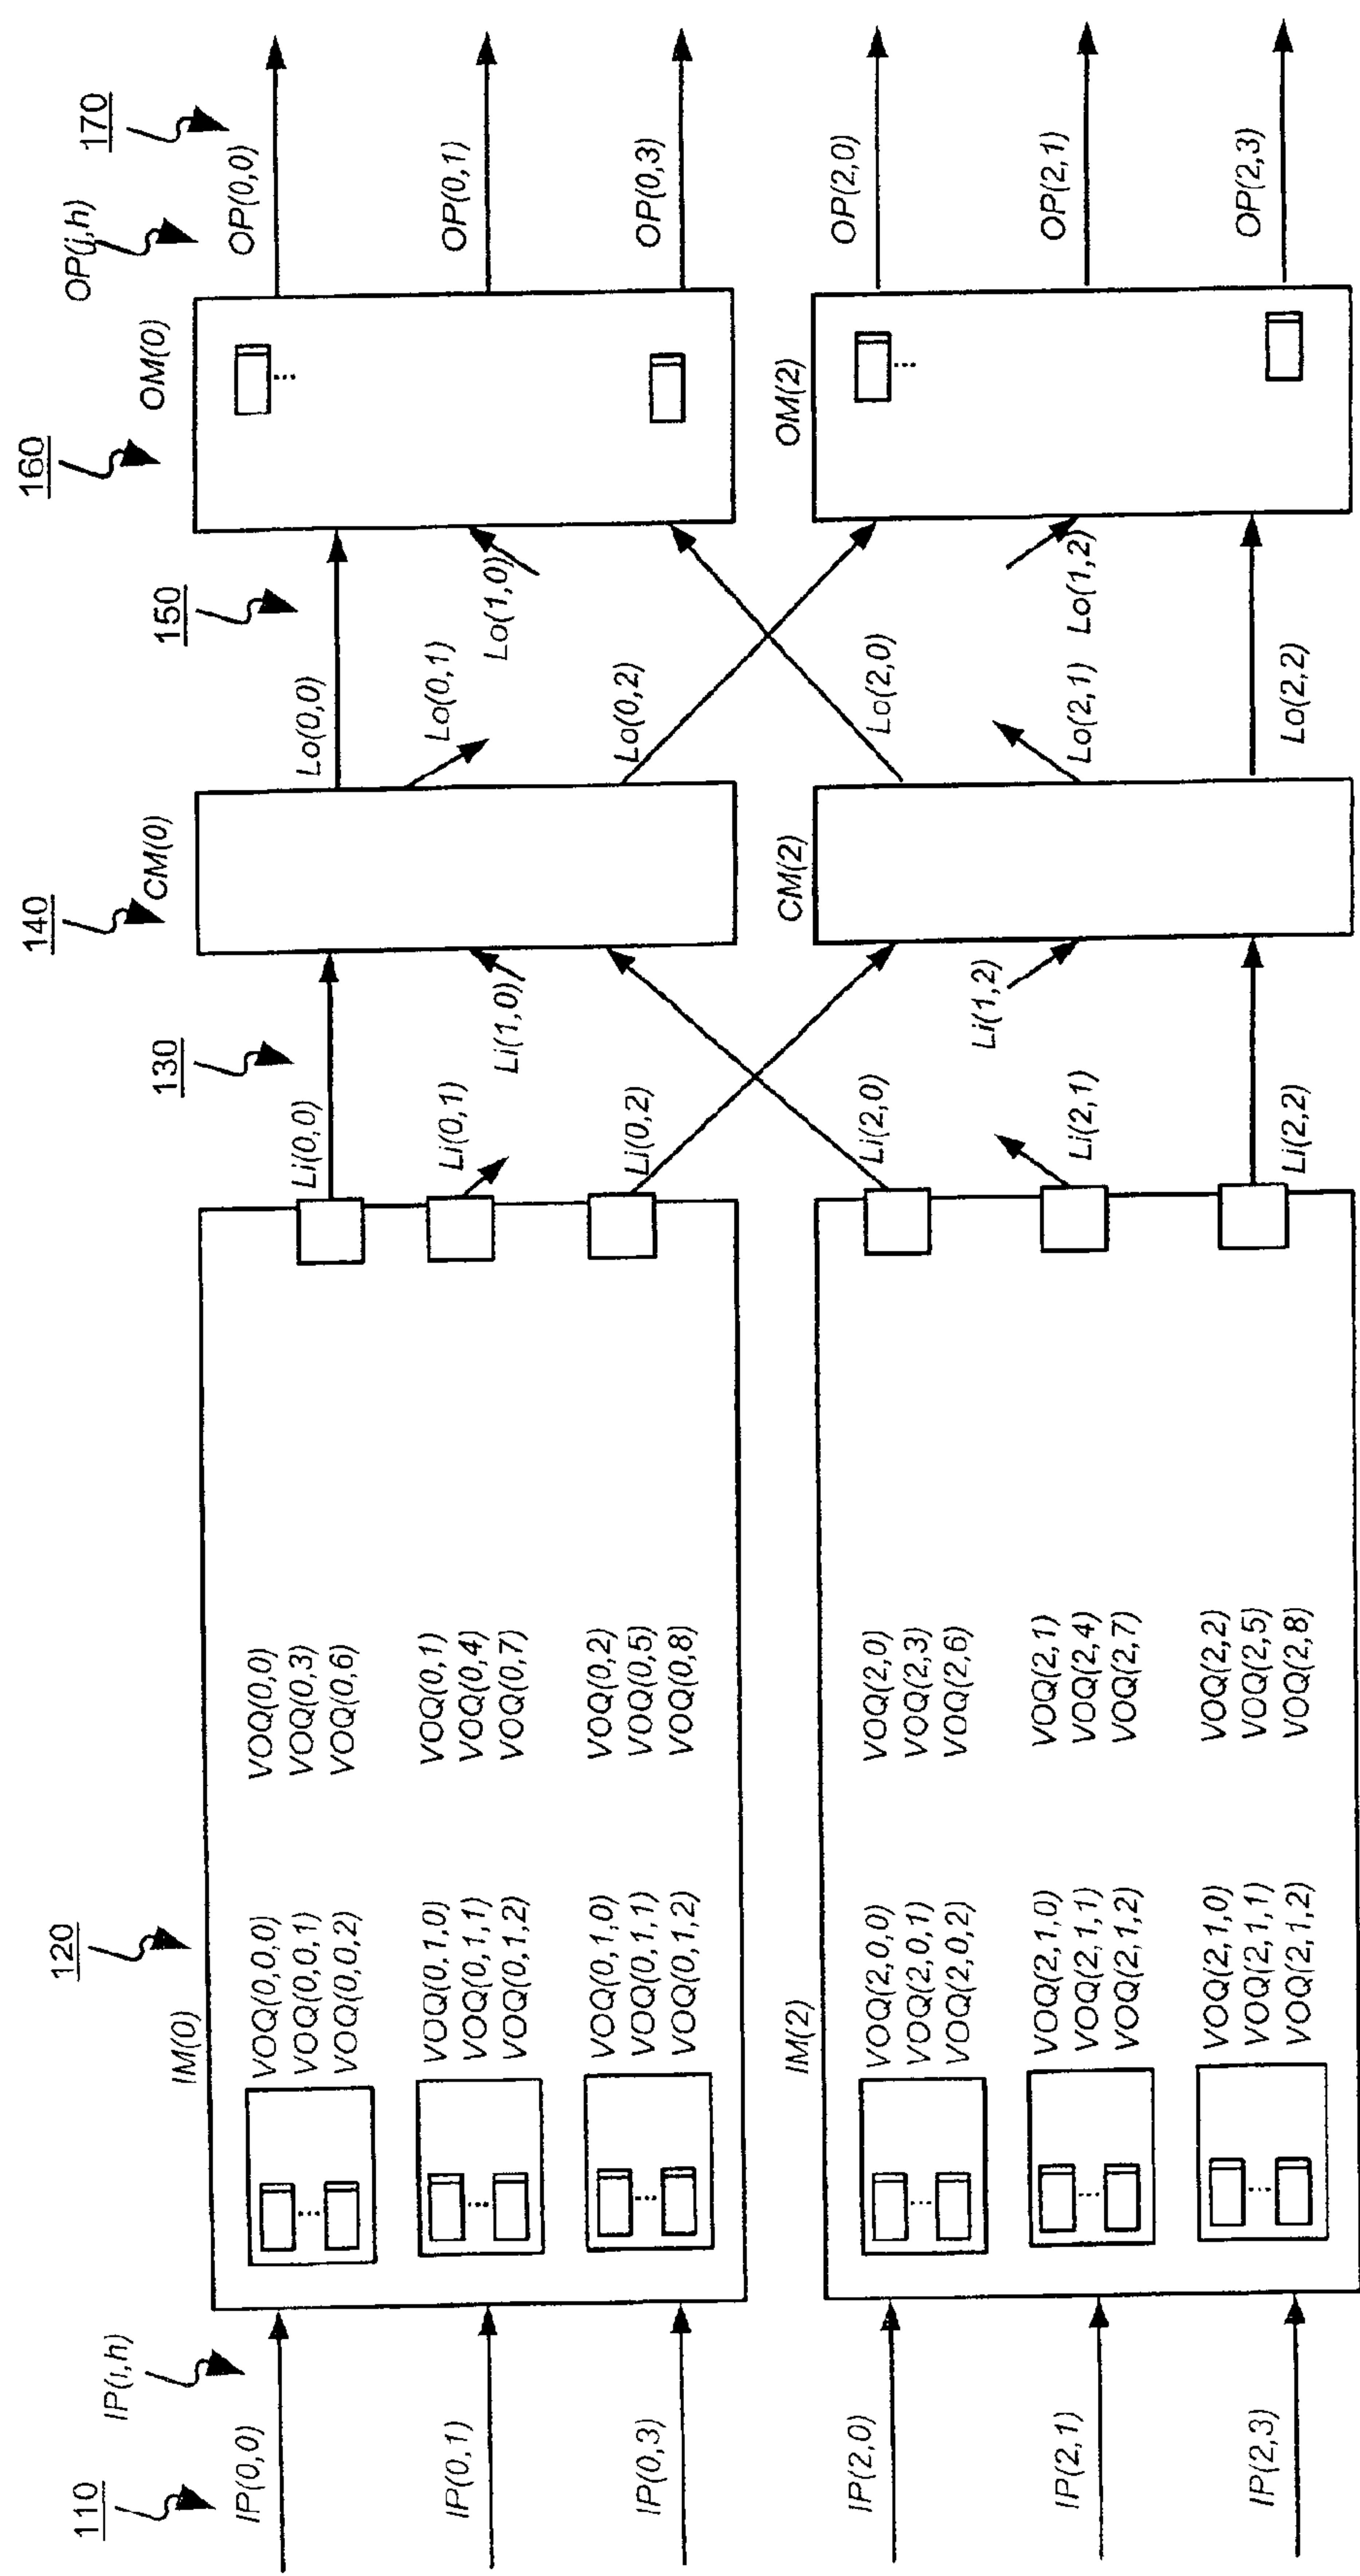 110
IP(i,h)
IP(0,0)
IP(0,1)
IP(0,3)
IP(2,0)
IP(2,1)
IP(2,3)
120
IM(0)
VOQ(0,0,0) VOQ(0,0)
VOQ(0,0,1) VOQ(0,3)
VOQ(0,0,2) VOQ(0,6)
VOQ(0,1,0) VOQ(0,1)
VOQ(0,1,1) VOQ(0,4)
VOQ(0,1,2) VOQ(0,7)
VOQ(0,1,0) VOQ(0,2)
VOQ(0,1,1) VOQ(0,5)
VOQ(0,1,2) VOQ(0,8)
IM(2)
VOQ(2,0,0) VOQ(2,0)
VOQ(2,0,1) VOQ(2,3)
VOQ(2,0,2) VOQ(2,6)
VOQ(2,1,0) VOQ(2,1)
VOQ(2,1,1) VOQ(2,4)
VOQ(2,1,2) VOQ(2,7)
VOQ(2,1,0) VOQ(2,2)
VOQ(2,1,1) VOQ(2,5)
VOQ(2,1,2) VOQ(2,8)
130
Li(0,0)
Li(0,1)
Li(1,0)
Li(0,2)
Li(2,0)
Li(1,2)
Li(2,1)
Li(2,2)
140
CM(0)
CM(2)
150
Lo(0,0)
Lo(0,1)
Lo(1,0)
Lo(0,2)
Lo(2,0)
Lo(2,1)
Lo(1,2)
Lo(2,2)
160
OM(0)
OM(2)
170
OP(j,h)
OP(0,0)
OP(0,1)
OP(0,3)
OP(2,0)
OP(2,1)
OP(2,3)